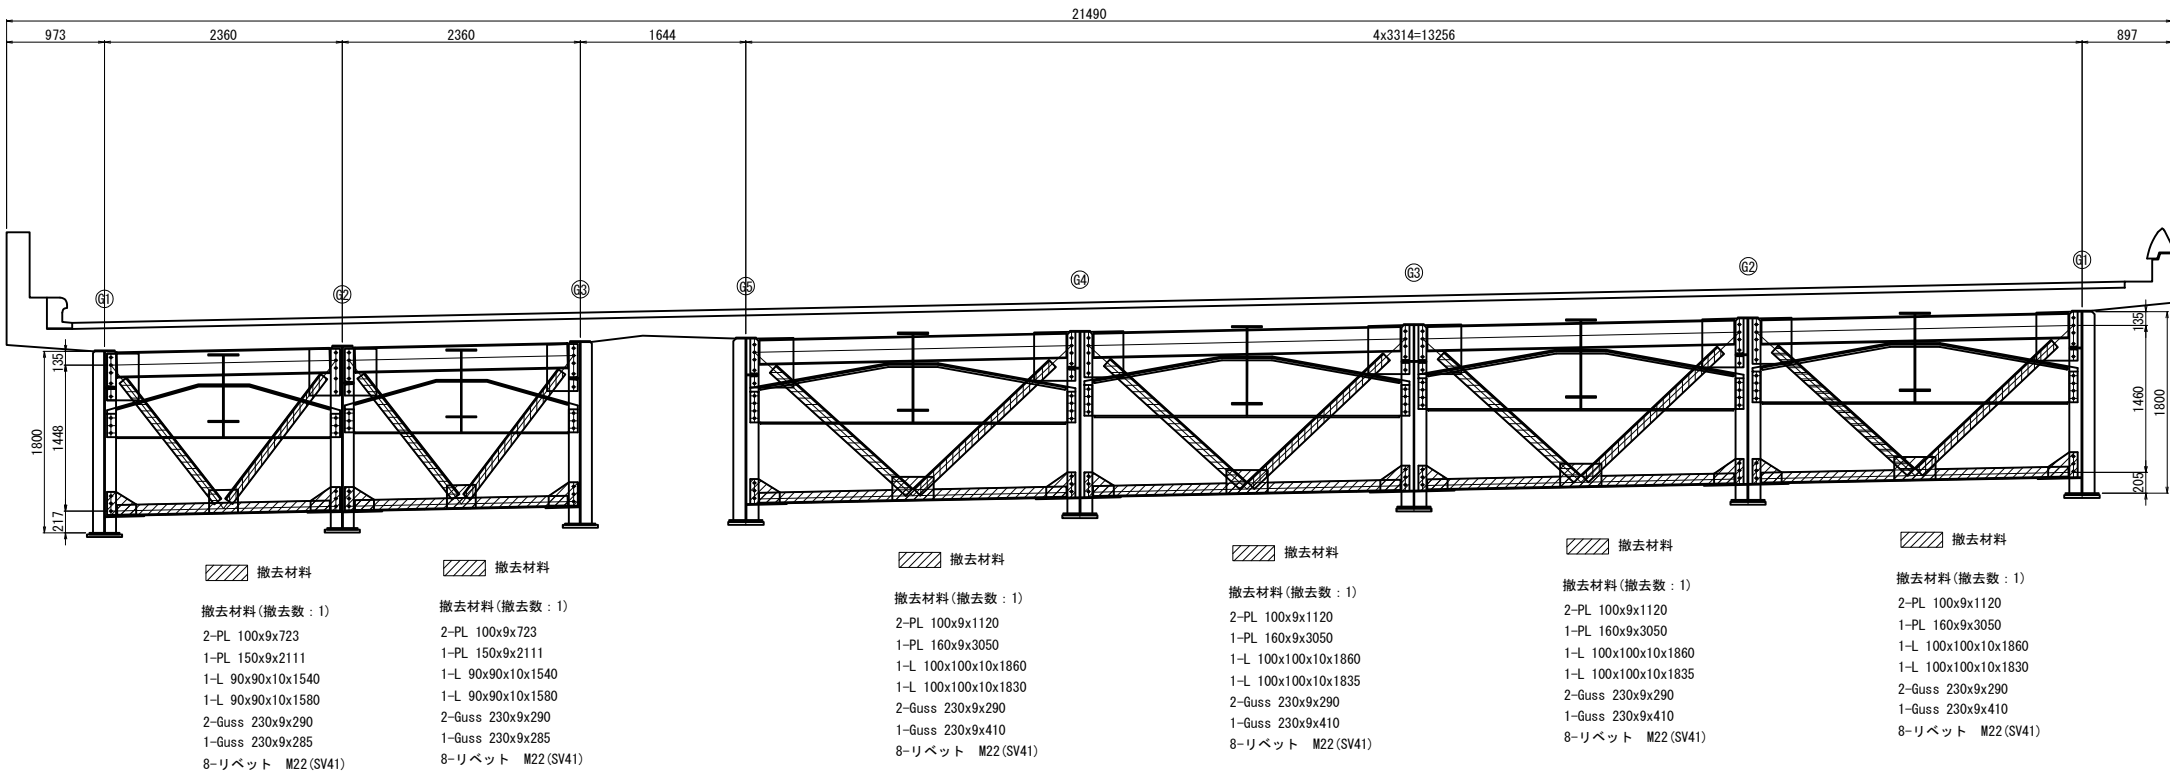 21490
973
2360
2360
1644
4x3314=13256
897
G1
G2
G3
G5
G4
G3
G2
G1
135
1448
1800
217
135
1460
1800
205
撤去材料
撤去材料(撤去数：1)
2-PL 100x9x723
1-PL 150x9x2111
1-L 90x90x10x1540
1-L 90x90x10x1580
2-Guss 230x9x290
1-Guss 230x9x285
8-リベット M22(SV41)
撤去材料
撤去材料(撤去数：1)
2-PL 100x9x723
1-PL 150x9x2111
1-L 90x90x10x1540
1-L 90x90x10x1580
2-Guss 230x9x290
1-Guss 230x9x285
8-リベット M22(SV41)
撤去材料
撤去材料(撤去数：1)
2-PL 100x9x1120
1-PL 160x9x3050
1-L 100x100x10x1860
1-L 100x100x10x1830
2-Guss 230x9x290
1-Guss 230x9x410
8-リベット M22(SV41)
撤去材料
撤去材料(撤去数：1)
2-PL 100x9x1120
1-PL 160x9x3050
1-L 100x100x10x1860
1-L 100x100x10x1835
2-Guss 230x9x290
1-Guss 230x9x410
8-リベット M22(SV41)
撤去材料
撤去材料(撤去数：1)
2-PL 100x9x1120
1-PL 160x9x3050
1-L 100x100x10x1860
1-L 100x100x10x1835
2-Guss 230x9x290
1-Guss 230x9x410
8-リベット M22(SV41)
撤去材料
撤去材料(撤去数：1)
2-PL 100x9x1120
1-PL 160x9x3050
1-L 100x100x10x1860
1-L 100x100x10x1830
2-Guss 230x9x290
1-Guss 230x9x410
8-リベット M22(SV41)